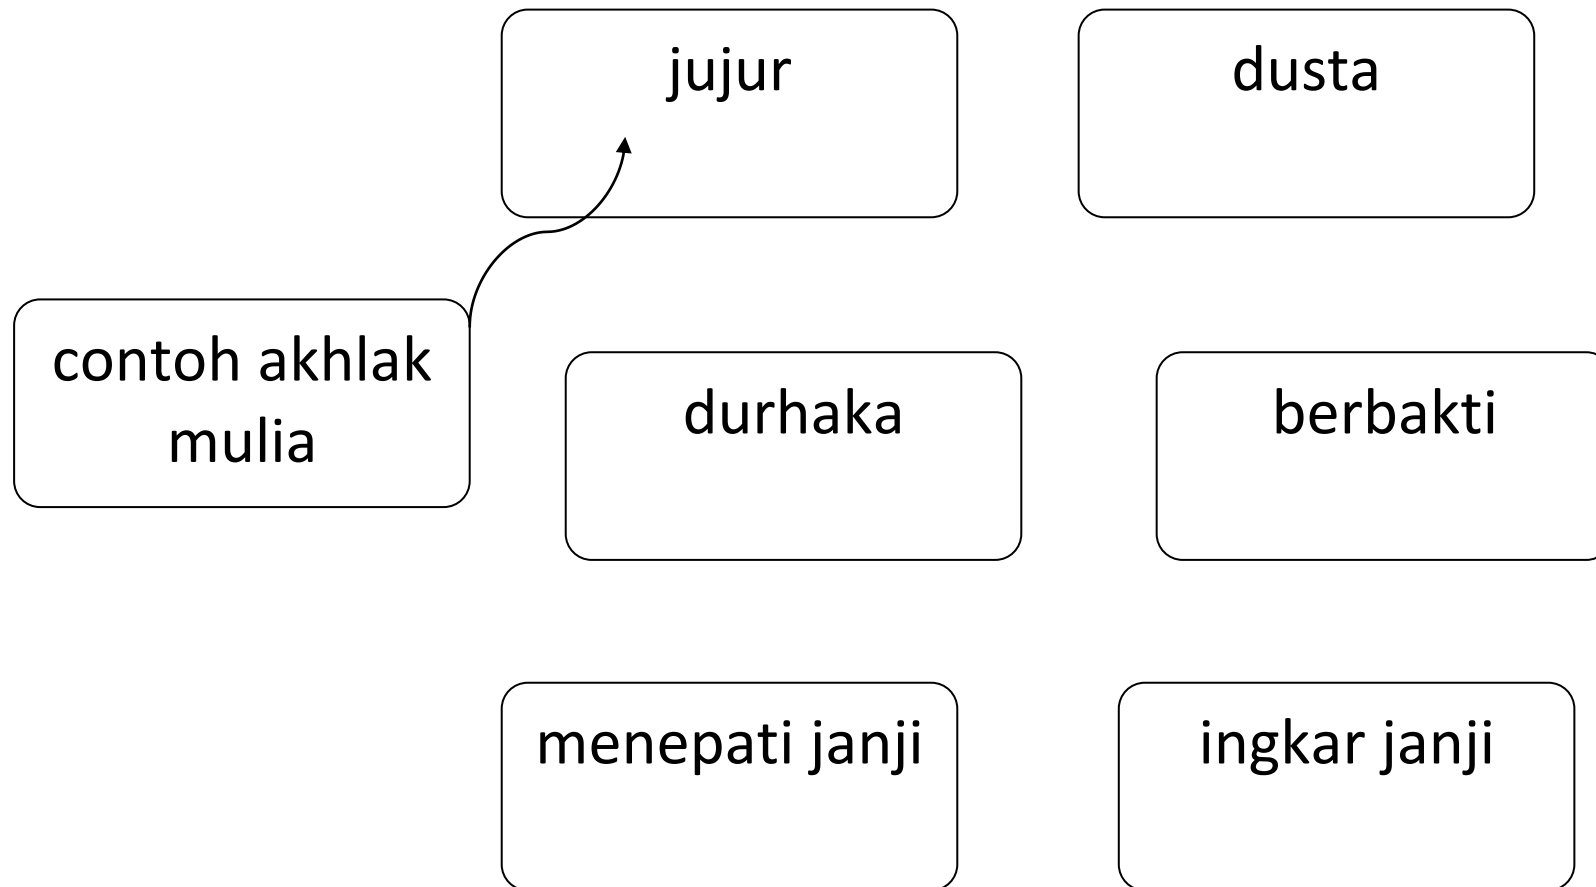 jujur
dusta
contoh akhlak
mulia
durhaka
berbakti
menepati janji
ingkar janji